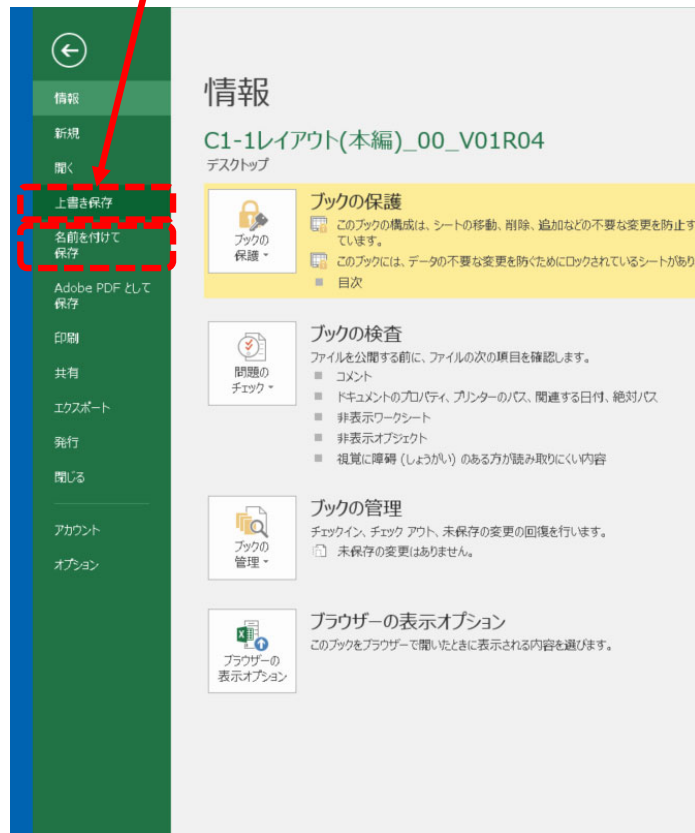 情報
新規
開く
上書き保存
名前を付けて
保存
Adobe PDF として
保存
印刷
共有
エクスポート
発行
閉じる
アカウント
オプション
情報
C1-1レイアウト(本編)_00_V01R04
デスクトップ
ブックの
保護
ブックの保護
このブックの構成は、シートの移動、削除、追加などの不要な変更を防止す
ています。
このブックには、データの不要な変更を防ぐためにロックされているシートがあり
目次
問題の
チェック
ブックの検査
ファイルを公開する前に、ファイルの次の項目を確認します。
コメント
ドキュメントのプロパティ、プリンターのパス、関連する日付、絶対パス
非表示ワークシート
非表示オブジェクト
視覚に障碍 (しょうがい) のある方が読み取りにくい内容
ブックの
管理
ブックの管理
チェックイン、チェック アウト、未保存の変更の回復を行います。
未保存の変更はありません。
ブラウザーの
表示オプション
ブラウザーの表示オプション
このブックをブラウザーで開いたときに表示される内容を選びます。